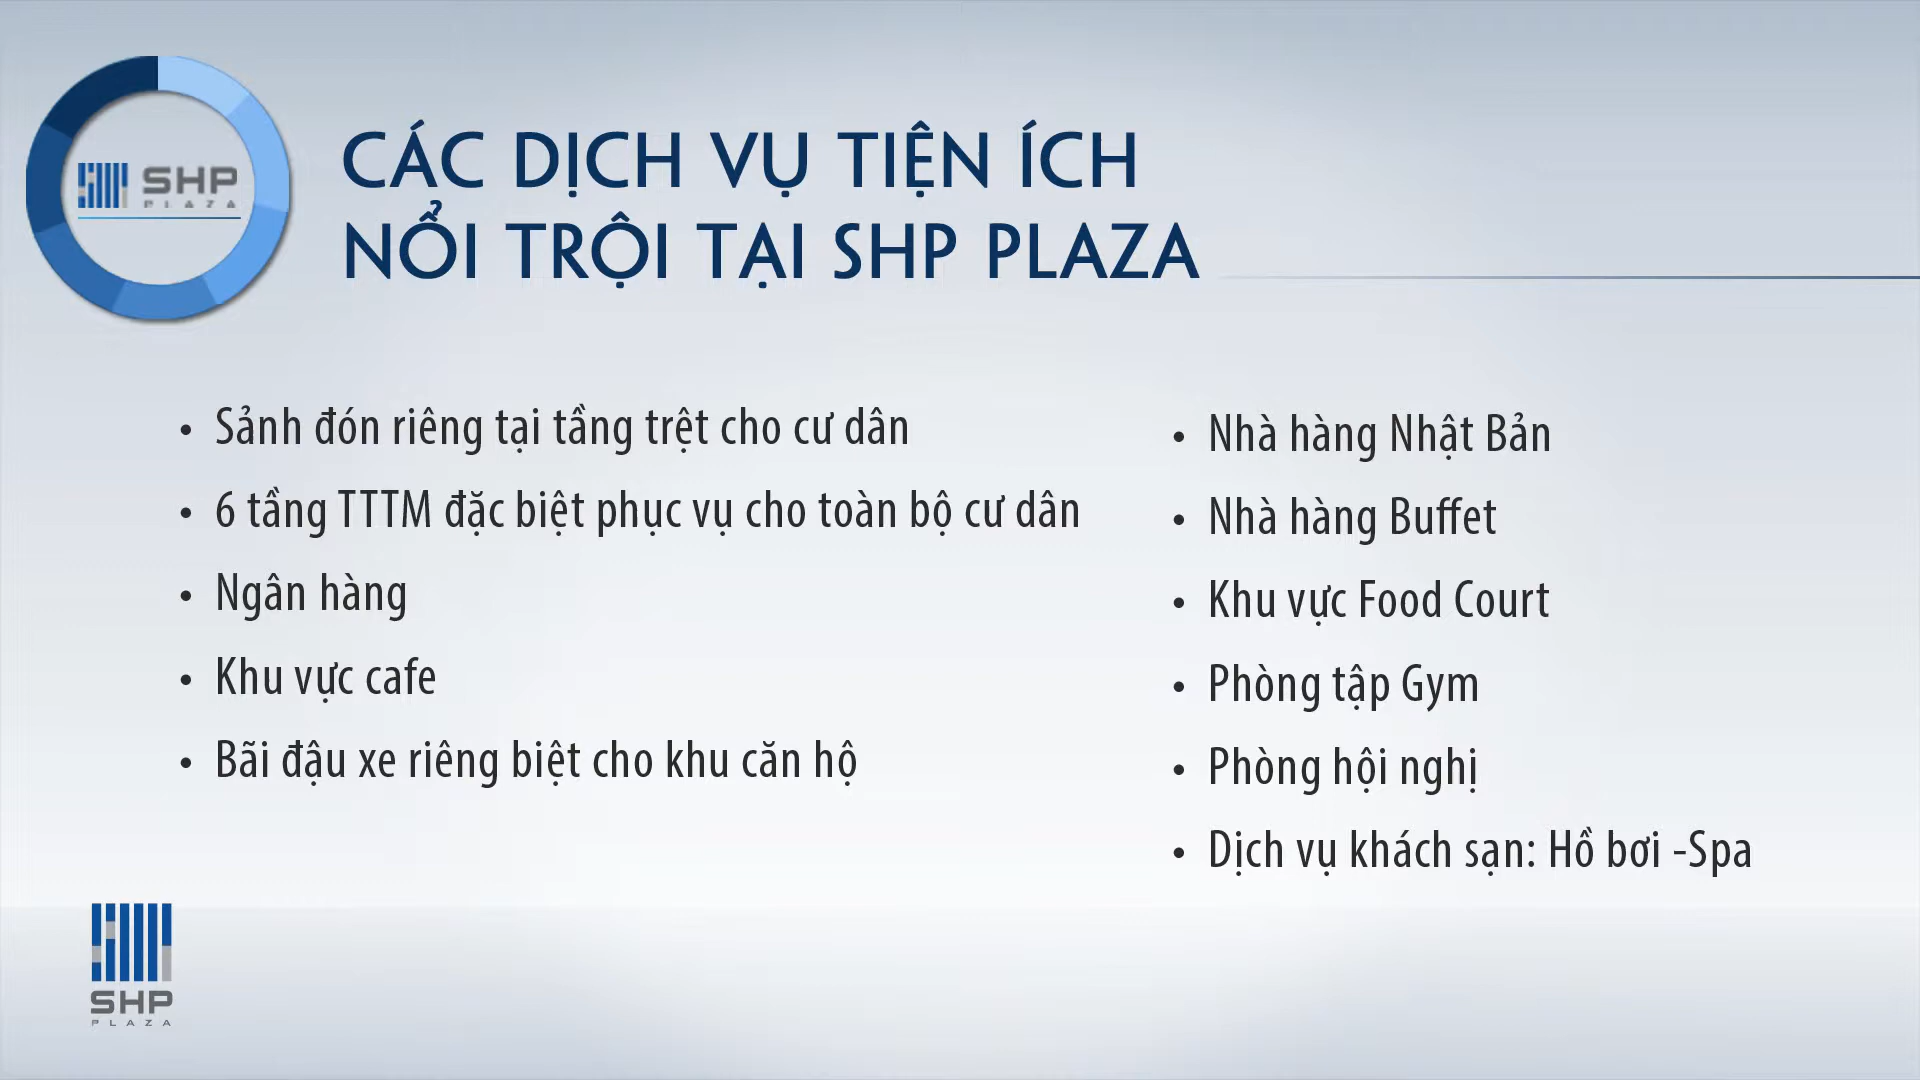 SHP
PLAZA
CÁC DỊCH VỤ TIỆN ÍCH
NỔI TRỘI TẠI SHP PLAZA
• Sảnh đón riêng tại tầng trệt cho cư dân
• 6 tầng TTTM đặc biệt phục vụ cho toàn bộ cư dân
• Ngân hàng
• Khu vực cafe
• Bãi đậu xe riêng biệt cho khu căn hộ
• Nhà hàng Nhật Bản
• Nhà hàng Buffet
• Khu vực Food Court
• Phòng tập Gym
• Phòng hội nghị
• Dịch vụ khách sạn: Hồ bơi -Spa
SHP
PLAZA